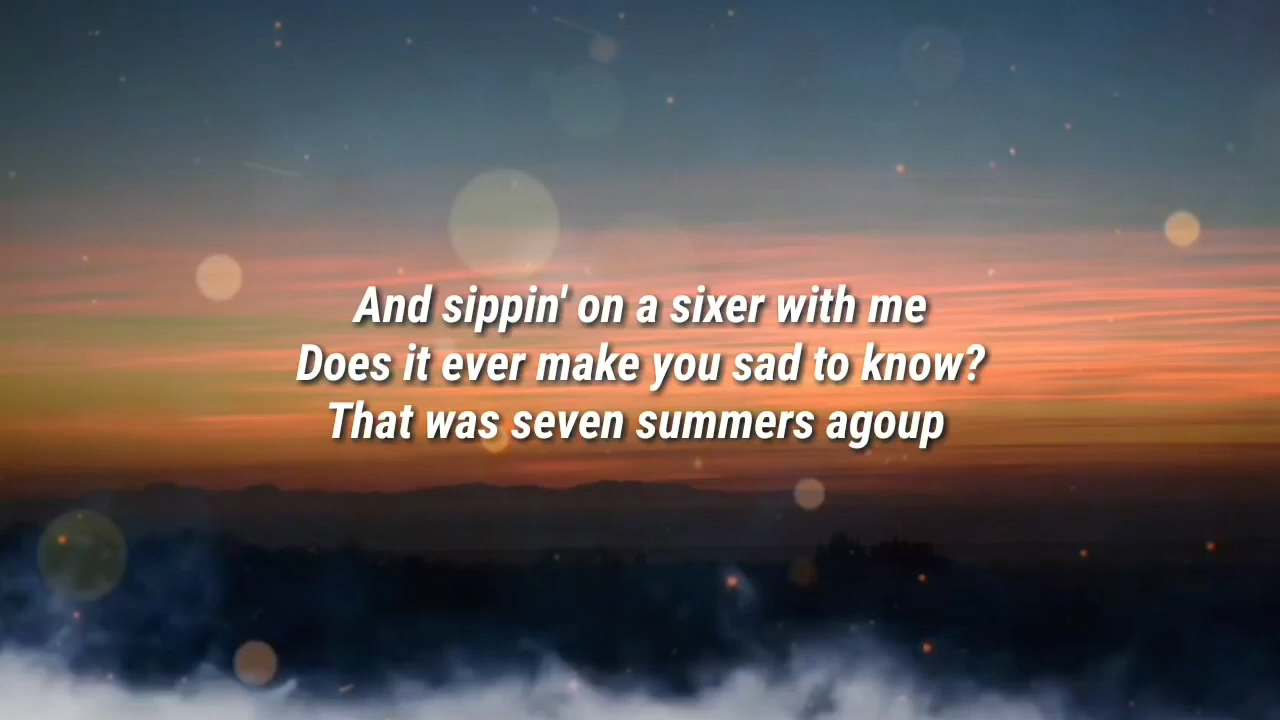 And sippin' on a sixer with me
Does it ever make you sad to know?
That was seven summers agoup